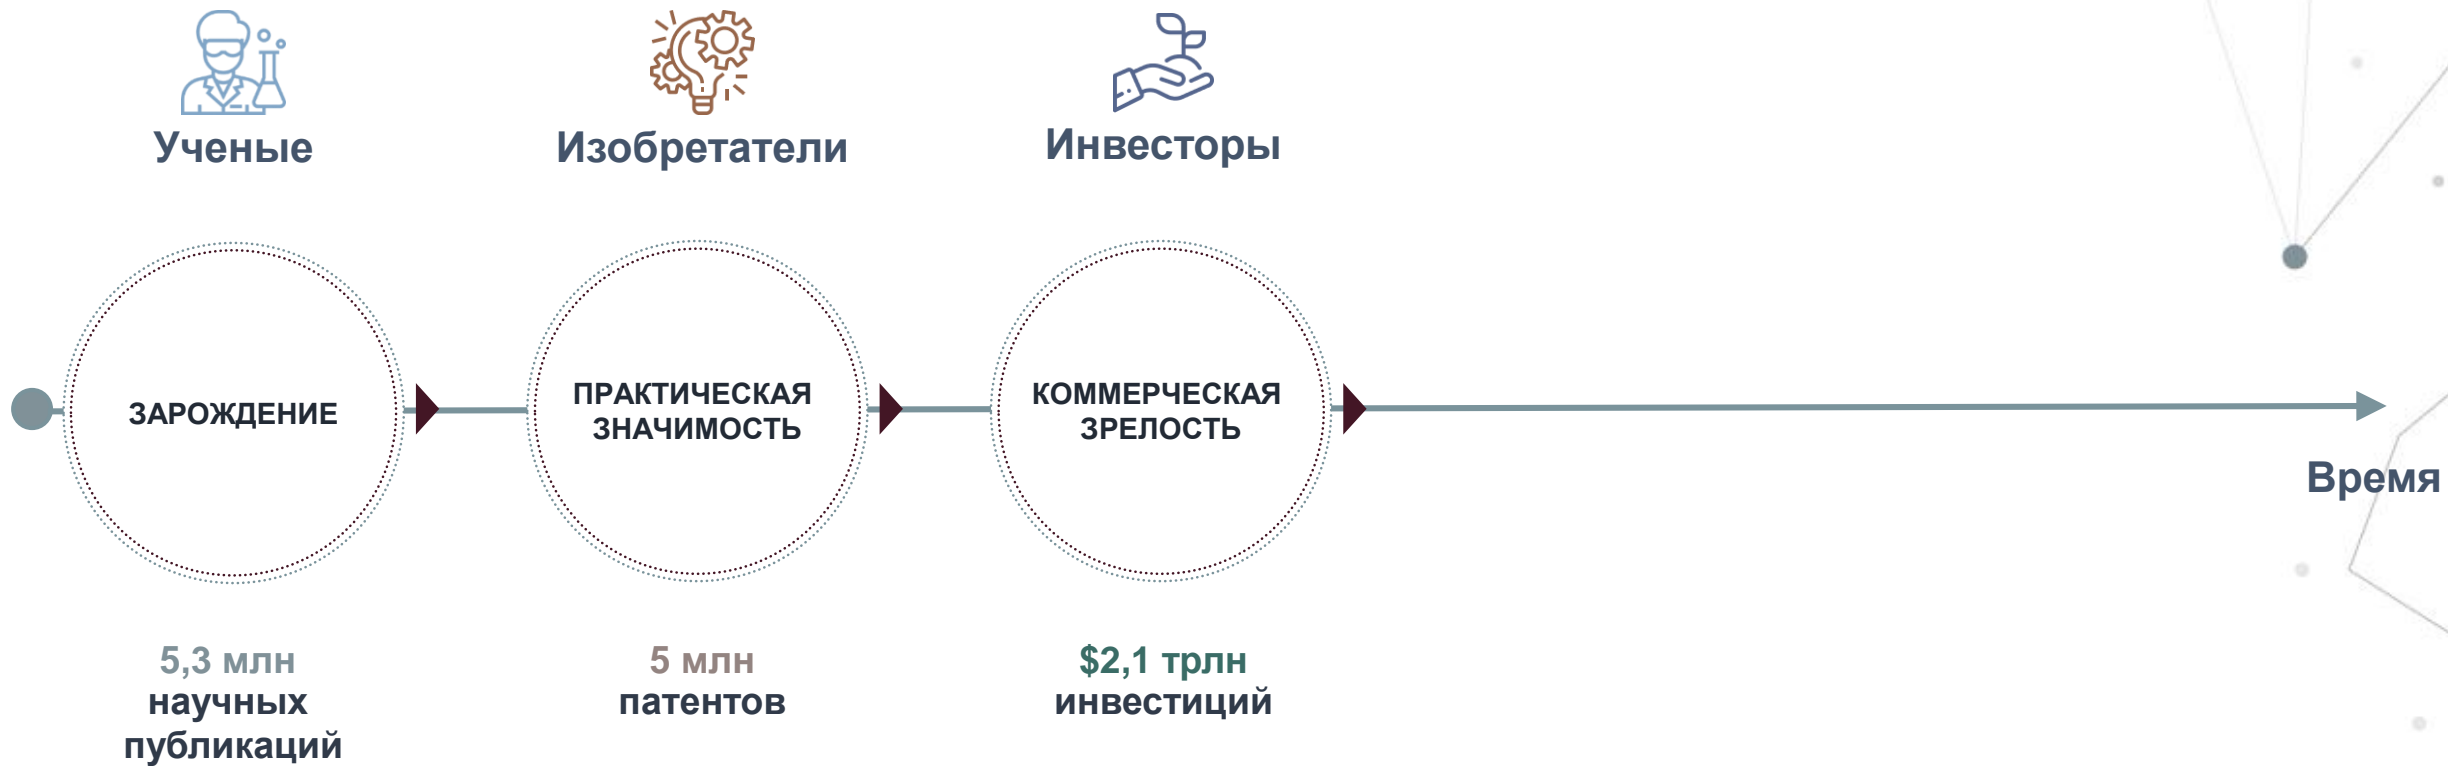 Ученые
Изобретатели
Инвесторы
ЗАРОЖДЕНИЕ
ПРАКТИЧЕСКАЯ
ЗНАЧИМОСТЬ
КОММЕРЧЕСКАЯ
ЗРЕЛОСТЬ
Время
5,3 млн
научных
публикаций
5 млн
патентов
$2,1 трлн
инвестиций